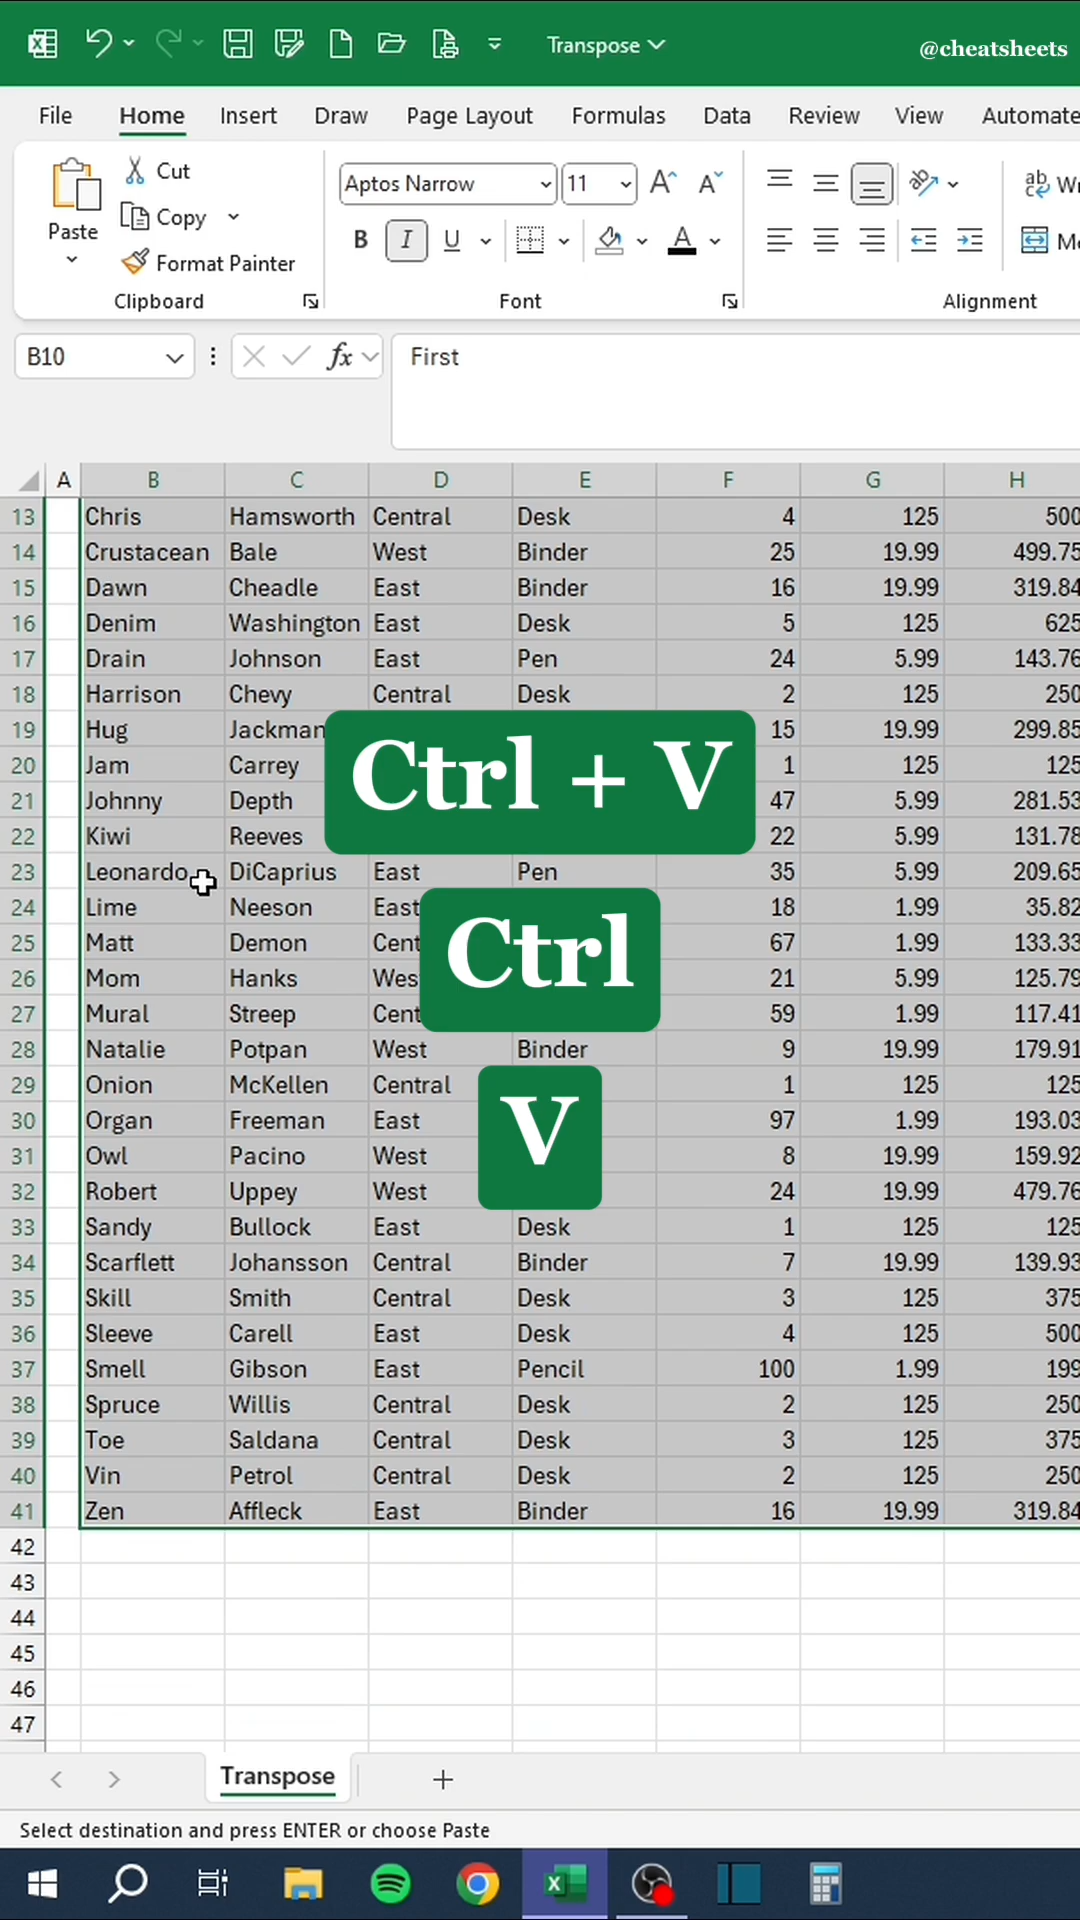 Transpose
@cheatsheets
File Home Insert Draw Page Layout Formulas Data Review View Automate
Paste
Cut
Copy
Format Painter
Clipboard
Aptos Narrow 11
B I U A
Font
ab
Alignment
B10 fx First
A B C D E F G H
13 Chris Hamsworth Central Desk 4 125 500
14 Crustacean Bale West Binder 25 19.99 499.75
15 Dawn Cheadle East Binder 16 19.99 319.84
16 Denim Washington East Desk 5 125 625
17 Drain Johnson East Pen 24 5.99 143.76
18 Harrison Chevy Central Desk 2 125 250
19 Hug Jackman 15 19.99 299.85
20 Jam Carrey 1 125 125
21 Johnny Depth 47 5.99 281.53
22 Kiwi Reeves 22 5.99 131.78
23 Leonardo DiCaprius East Pen 35 5.99 209.65
24 Lime Neeson East 18 1.99 35.82
25 Matt Demon Cent 67 1.99 133.33
26 Mom Hanks Wes 21 5.99 125.79
27 Mural Streep Cent 59 1.99 117.41
28 Natalie Potpan West Binder 9 19.99 179.91
29 Onion McKellen Central 1 125 125
30 Organ Freeman East 97 1.99 193.03
31 Owl Pacino West 8 19.99 159.92
32 Robert Uppey West 24 19.99 479.76
33 Sandy Bullock East Desk 1 125 125
34 Scarflett Johansson Central Binder 7 19.99 139.93
35 Skill Smith Central Desk 3 125 375
36 Sleeve Carell East Desk 4 125 500
37 Smell Gibson East Pencil 100 1.99 199
38 Spruce Willis Central Desk 2 125 250
39 Toe Saldana Central Desk 3 125 375
40 Vin Petrol Central Desk 2 125 250
41 Zen Affleck East Binder 16 19.99 319.84
42
43
44
45
46
47
Ctrl + V
Ctrl
V
Transpose
Select destination and press ENTER or choose Paste